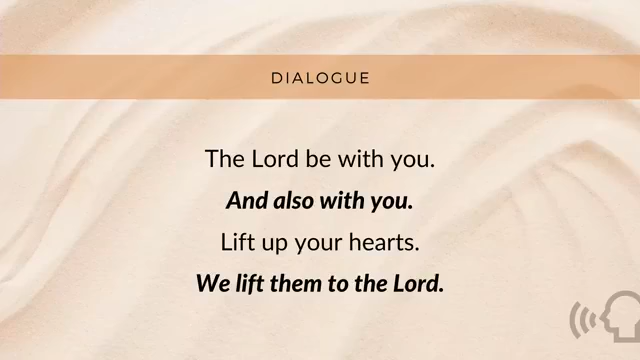 DIALOGUE
The Lord be with you.
And also with you.
Lift up your hearts.
We lift them to the Lord.